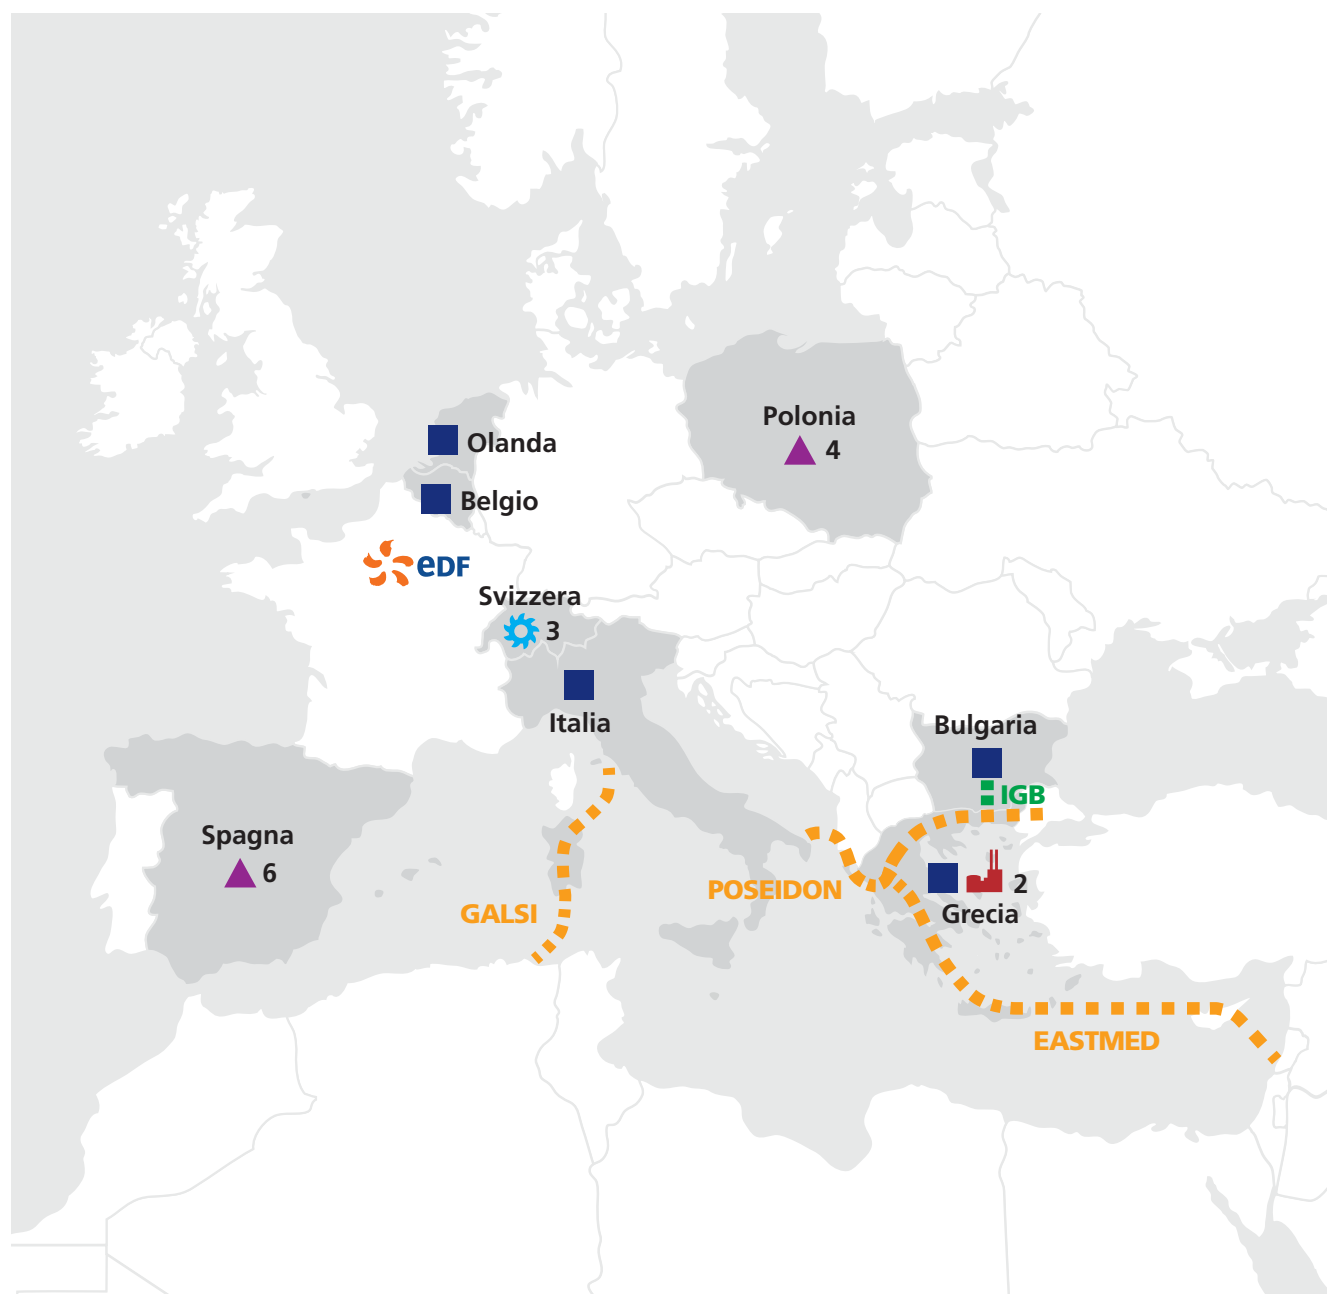 Polonia
4
Olanda
Belgio
eDF
Svizzera
3
Italia
Bulgaria
IGB
Spagna
6
POSEIDON
2
GALSI
Grecia
EASTMED